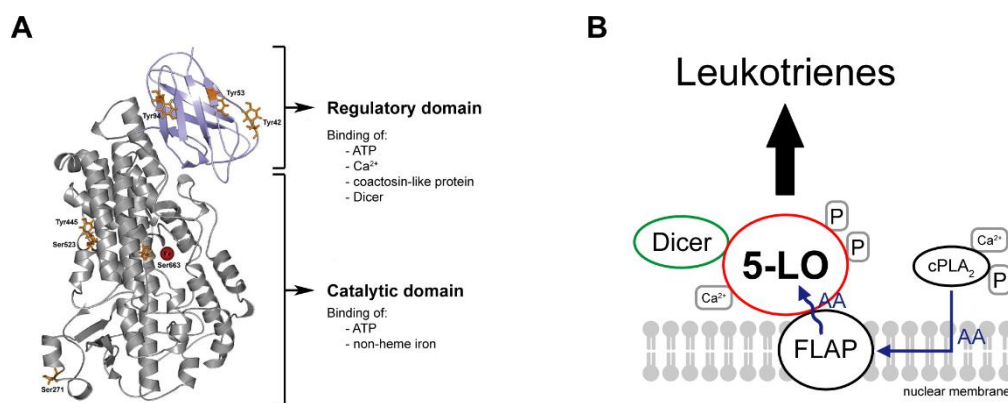 A
Tyr53
Tyr94
Tyr42
Regulatory domain
Binding of:
- ATP
- Ca²⁺
- coactosin-like protein
- Dicer
Tyr445
Ser523
Ser663
Catalytic domain
Binding of:
- ATP
- non-heme iron
Ser271
B
Leukotrienes
P
Dicer
P
5-LO
Ca²⁺
cPLA₂
P
Ca²⁺
AA
FLAP
AA
nuclear membrane